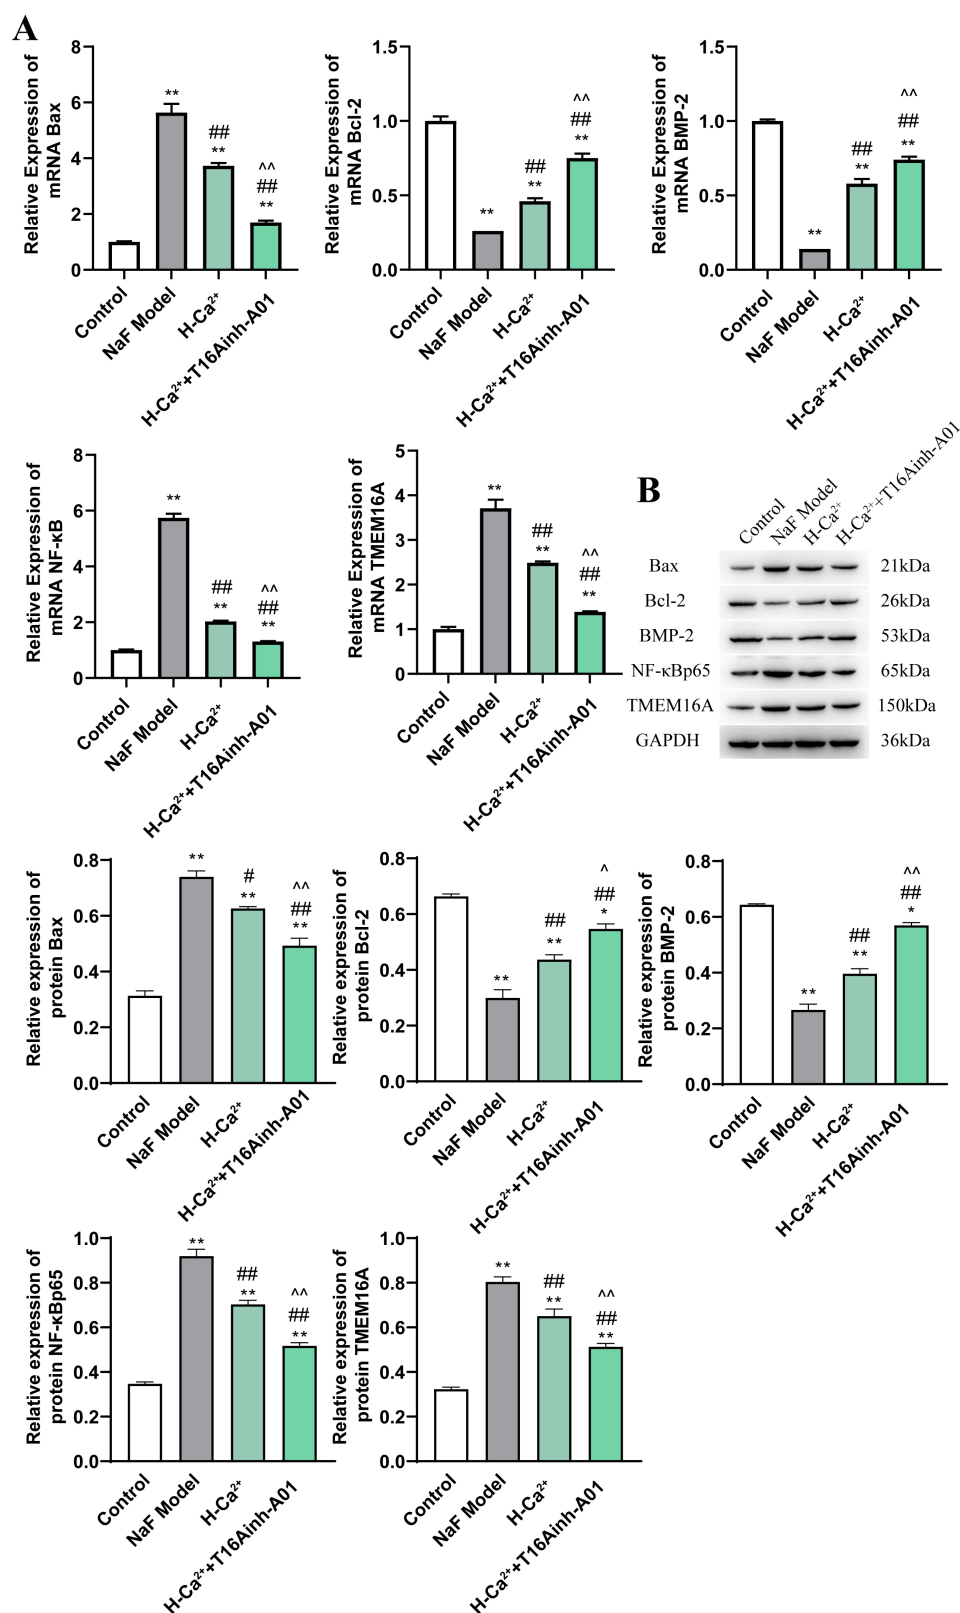 A
Relative Expression of
mRNA Bax
8
6
4
2
0
**
##
**
^^
##
**
Control
NaF Model
H-Ca²⁺
H-Ca²⁺+T16Ainh-A01
Relative Expression of
mRNA Bcl-2
1.5
1.0
0.5
0.0
**
##
**
^^
##
**
Control
NaF Model
H-Ca²⁺
H-Ca²⁺+T16Ainh-A01
Relative Expression of
mRNA BMP-2
1.5
1.0
0.5
0.0
**
##
**
^^
##
**
Control
NaF Model
H-Ca²⁺
H-Ca²⁺+T16Ainh-A01
Relative Expression of
mRNA NF-κB
8
6
4
2
0
**
##
**
^^
##
**
Control
NaF Model
H-Ca²⁺
H-Ca²⁺+T16Ainh-A01
Relative Expression of
mRNA TMEM16A
5
4
3
2
1
0
**
##
**
^^
##
**
Control
NaF Model
H-Ca²⁺
H-Ca²⁺+T16Ainh-A01
B
Control
NaF Model
H-Ca²⁺
H-Ca²⁺+T16Ainh-A01
Bax 21kDa
Bcl-2 26kDa
BMP-2 53kDa
NF-κBp65 65kDa
TMEM16A 150kDa
GAPDH 36kDa
Relative expression of
protein Bax
0.8
0.6
0.4
0.2
0.0
**
#
**
^^
##
**
Control
NaF Model
H-Ca²⁺
H-Ca²⁺+T16Ainh-A01
Relative expression of
protein Bcl-2
0.8
0.6
0.4
0.2
0.0
**
##
**
^
##
*
Control
NaF Model
H-Ca²⁺
H-Ca²⁺+T16Ainh-A01
Relative expression of
protein BMP-2
0.8
0.6
0.4
0.2
0.0
**
##
**
^^
##
*
Control
NaF Model
H-Ca²⁺
H-Ca²⁺+T16Ainh-A01
Relative expression of
protein NF-κBp65
1.0
0.8
0.6
0.4
0.2
0.0
**
##
**
^^
##
**
Control
NaF Model
H-Ca²⁺
H-Ca²⁺+T16Ainh-A01
Relative expression of
protein TMEM16A
1.0
0.8
0.6
0.4
0.2
0.0
**
##
**
^^
##
**
Control
NaF Model
H-Ca²⁺
H-Ca²⁺+T16Ainh-A01